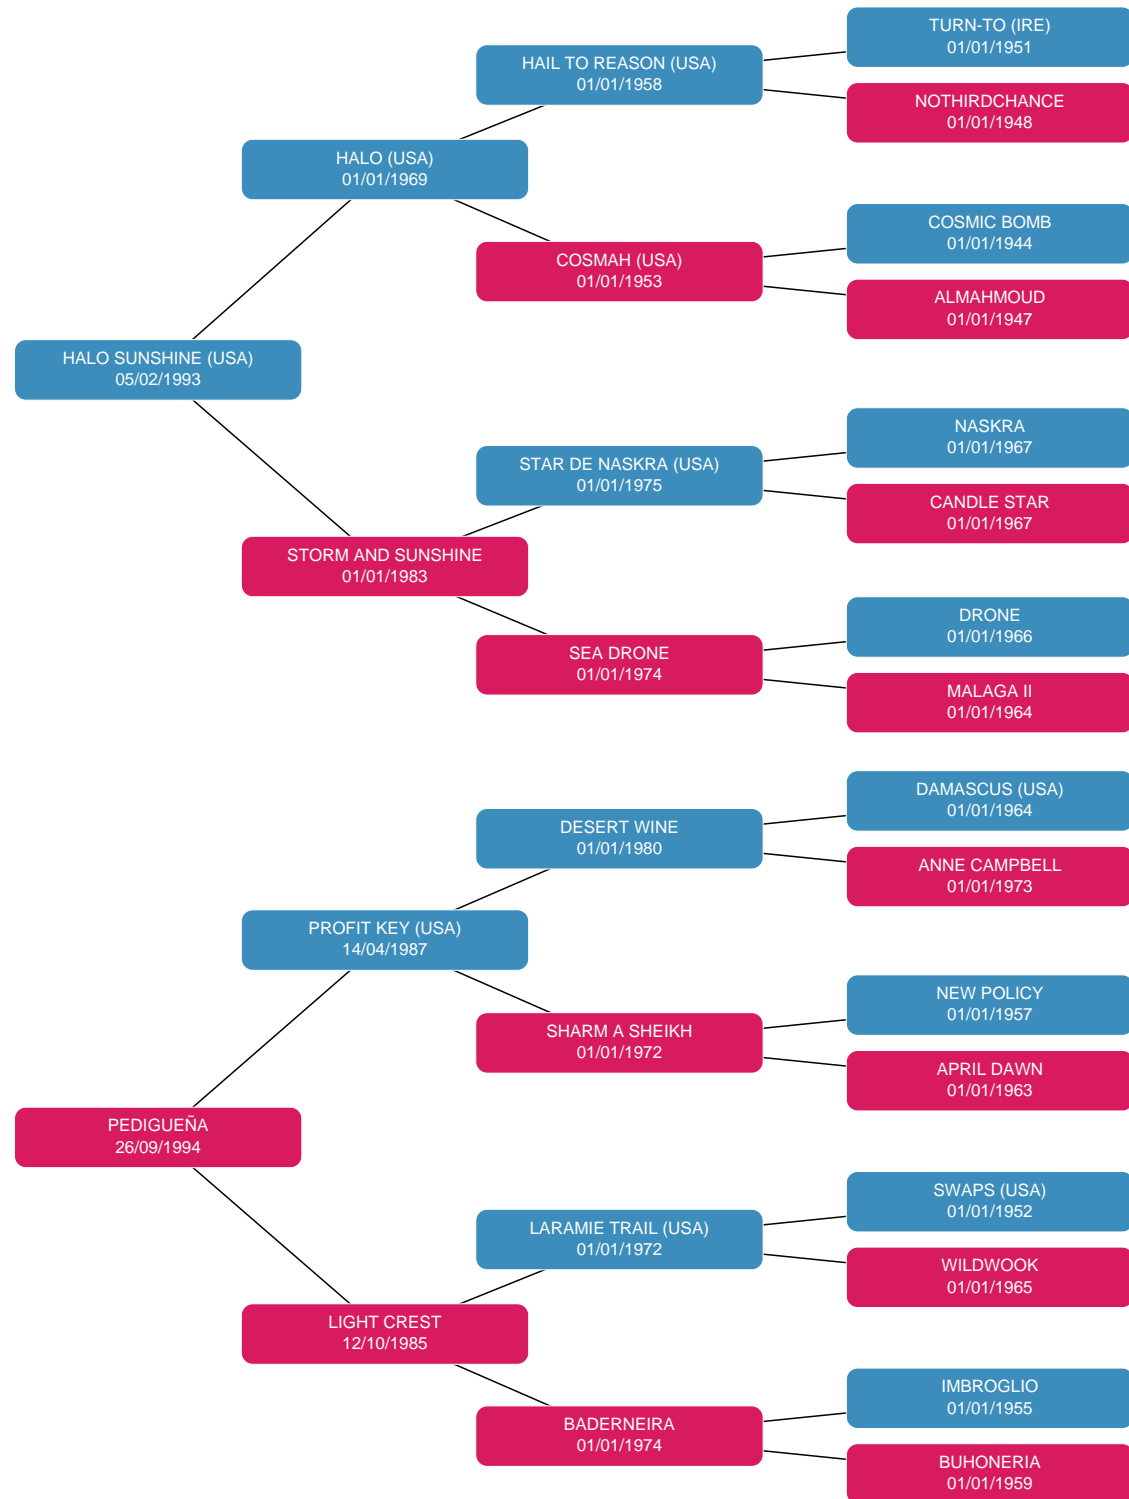 TURN-TO (IRE)
01/01/1951
HAIL TO REASON (USA)
01/01/1958
NOTHIRDCHANCE
01/01/1948
HALO (USA)
01/01/1969
COSMIC BOMB
01/01/1944
COSMAH (USA)
01/01/1953
ALMAHMOUD
01/01/1947
HALO SUNSHINE (USA)
05/02/1993
NASKRA
01/01/1967
STAR DE NASKRA (USA)
01/01/1975
CANDLE STAR
01/01/1967
STORM AND SUNSHINE
01/01/1983
DRONE
01/01/1966
SEA DRONE
01/01/1974
MALAGA II
01/01/1964
DAMASCUS (USA)
01/01/1964
DESERT WINE
01/01/1980
ANNE CAMPBELL
01/01/1973
PROFIT KEY (USA)
14/04/1987
NEW POLICY
01/01/1957
SHARM A SHEIKH
01/01/1972
APRIL DAWN
01/01/1963
PEDIGUEÑA
26/09/1994
SWAPS (USA)
01/01/1952
LARAMIE TRAIL (USA)
01/01/1972
WILDWOOK
01/01/1965
LIGHT CREST
12/10/1985
IMBROGLIO
01/01/1955
BADERNEIRA
01/01/1974
BUHONERIA
01/01/1959